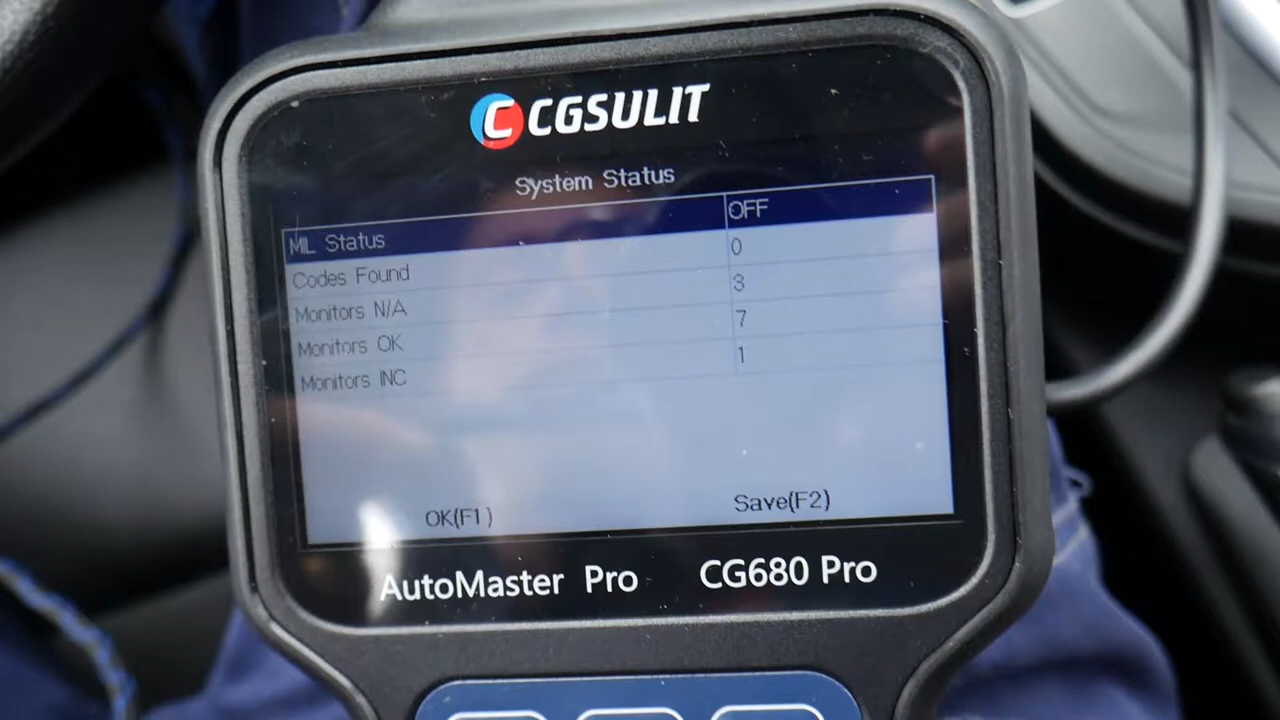 C CGSULIT
System Status
MIL Status OFF
Codes Found 0
Monitors N/A 3
Monitors OK 7
Monitors INC 1
OK(F1) Save(F2)
AutoMaster Pro CG680 Pro